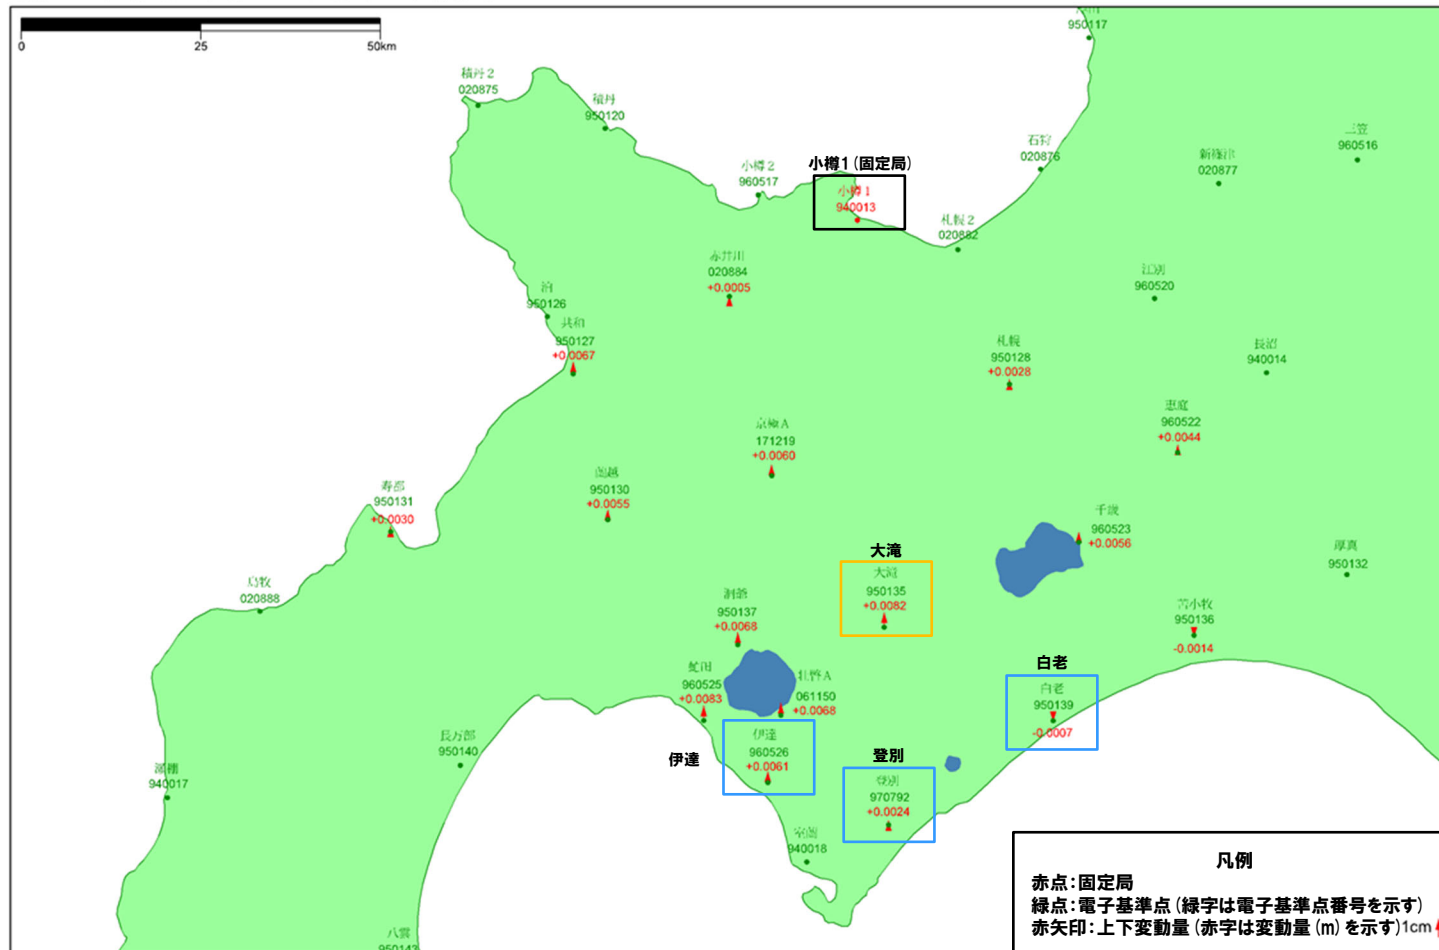 950117
0
25
50km
積丹2
020875
積丹
950120
三笠
960516
石狩
020876
新篠津
020877
小樽2
960517
小樽1(固定局)
小樽1
940013
札幌2
020882
赤井川
020884
+0.0005
江別
960520
泊
950126
共和
950127
+0.0067
札幌
950128
+0.0028
長沼
940014
恵庭
960522
+0.0044
京極A
171219
+0.0060
蘭越
950130
+0.0055
寿都
950131
+0.0030
千歳
960523
+0.0056
大滝
大滝
950135
+0.0082
厚真
950132
島牧
020888
洞爺
950137
+0.0068
苫小牧
950136
-0.0014
虻田
960525
+0.0083
壮瞥A
061150
+0.0068
白老
白老
950139
-0.0007
伊達
伊達
960526
+0.0061
長万部
950140
登別
登別
970792
+0.0024
瀬棚
940017
室蘭
940018
八雲
950143
凡例
赤点:固定局
緑点:電子基準点(緑字は電子基準点番号を示す)
赤矢印:上下変動量(赤字は変動量(m)を示す)1cm